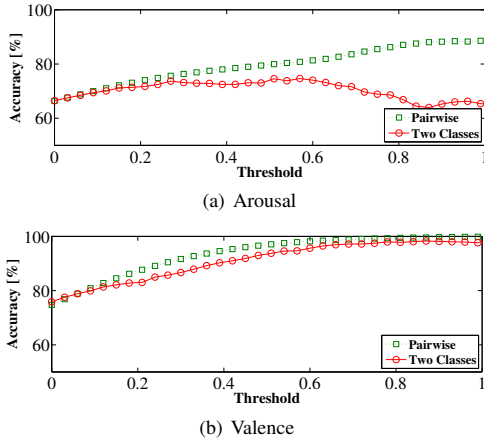 100
80
60
Accuracy [%]
Pairwise
Two Classes
0 0.2 0.4 0.6 0.8 1
Threshold
(a) Arousal
100
80
60
Accuracy [%]
Pairwise
Two Classes
0 0.2 0.4 0.6 0.8 1
Threshold
(b) Valence